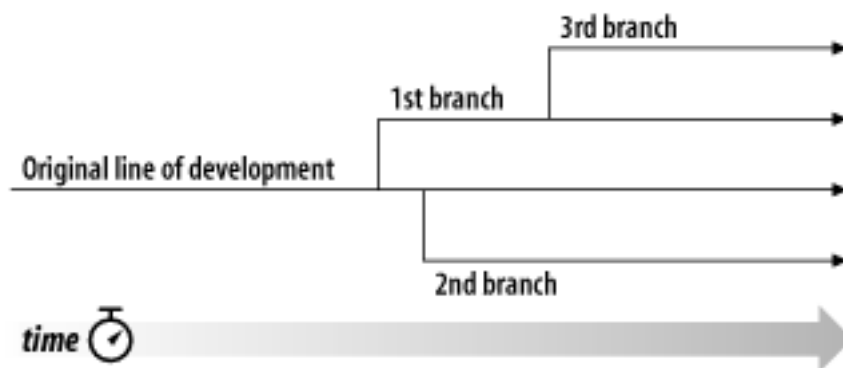 3rd branch
1st branch
Original line of development
2nd branch
time